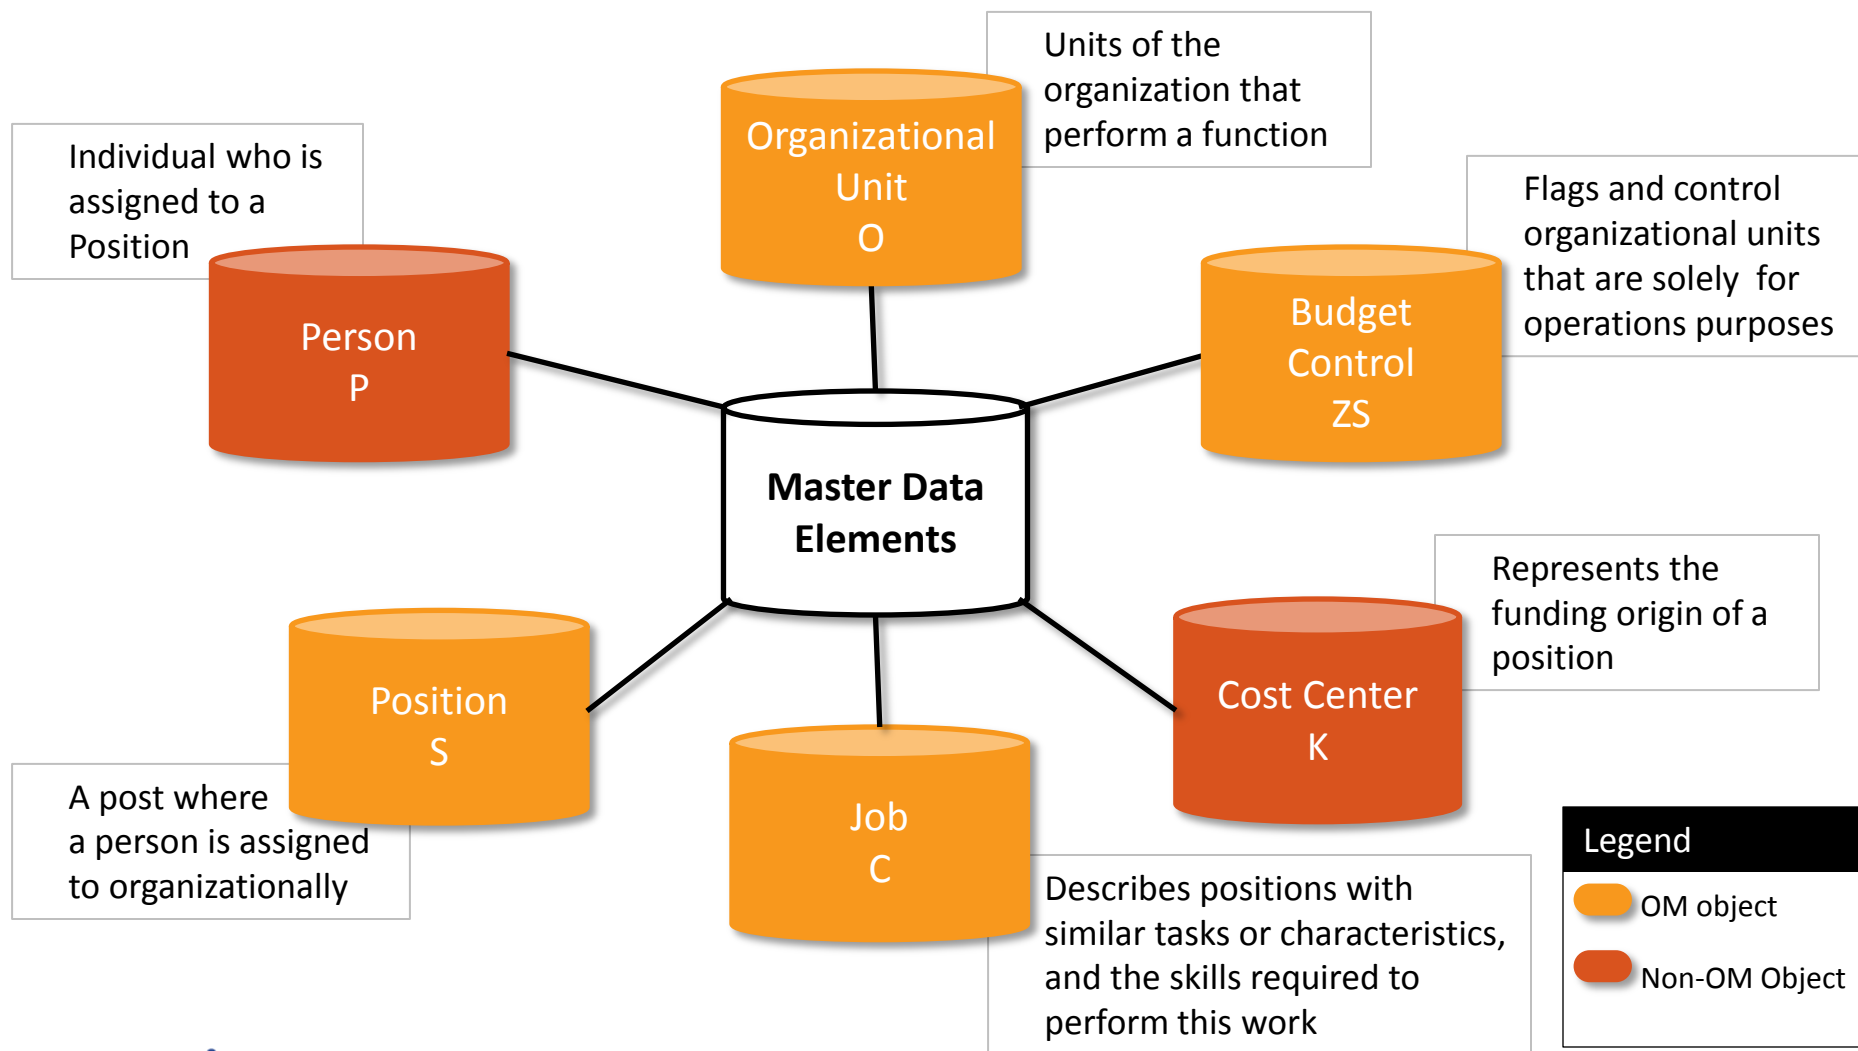 Units of the
organization that
perform a function
Organizational
Unit
O
Individual who is
assigned to a
Position
Person
P
Flags and control
organizational units
that are solely  for
operations purposes
Budget
Control
ZS
Master Data
Elements
Represents the
funding origin of a
position
Cost Center
K
Position
S
A post where
a person is assigned
to organizationally
Job
C
Describes positions with
similar tasks or characteristics,
and the skills required to
perform this work
Legend
OM object
Non-OM Object